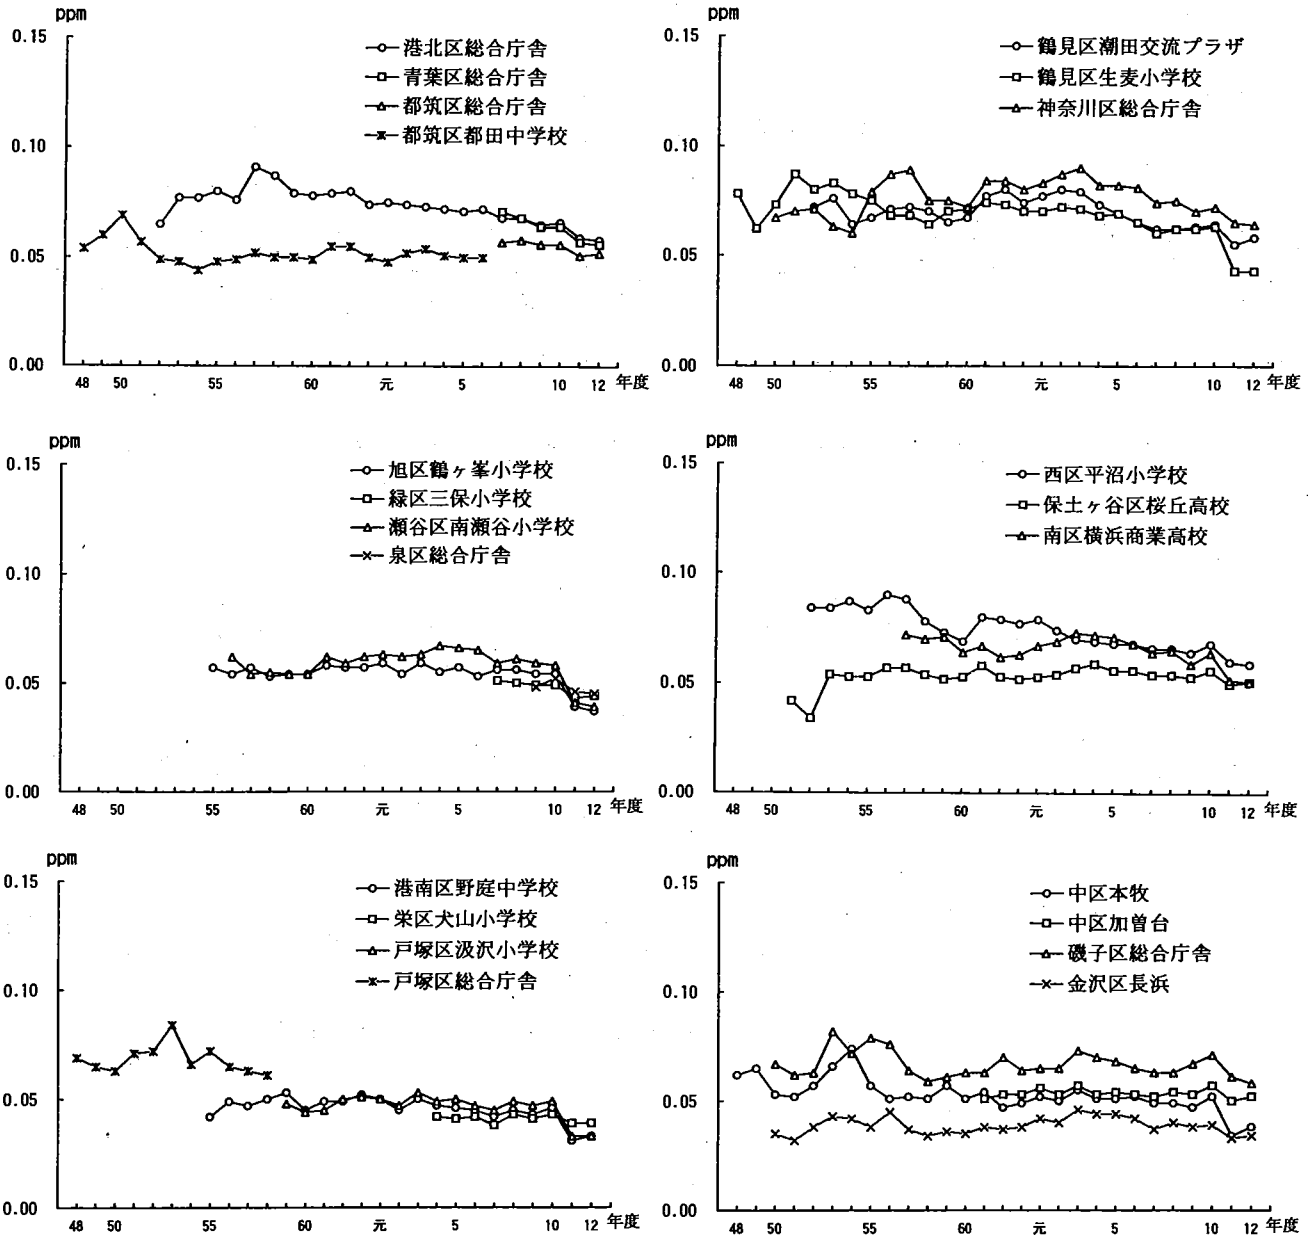 ppm
0.15
0.10
0.05
0.00
港北区総合庁舎
青葉区総合庁舎
都筑区総合庁舎
都筑区都田中学校
48 50 55 60 元 5 10 12 年度
ppm
0.15
0.10
0.05
0.00
鶴見区潮田交流プラザ
鶴見区生麦小学校
神奈川区総合庁舎
48 50 55 60 元 5 10 12 年度
ppm
0.15
0.10
0.05
0.00
旭区鶴ヶ峯小学校
緑区三保小学校
瀬谷区南瀬谷小学校
泉区総合庁舎
48 50 55 60 元 5 10 12 年度
ppm
0.15
0.10
0.05
0.00
西区平沼小学校
保土ヶ谷区桜丘高校
南区横浜商業高校
48 50 55 60 元 5 10 12 年度
ppm
0.15
0.10
0.05
0.00
港南区野庭中学校
栄区犬山小学校
戸塚区汲沢小学校
戸塚区総合庁舎
48 50 55 60 元 5 10 12 年度
ppm
0.15
0.10
0.05
0.00
中区本牧
中区加曽台
磯子区総合庁舎
金沢区長浜
48 50 55 60 元 5 10 12 年度